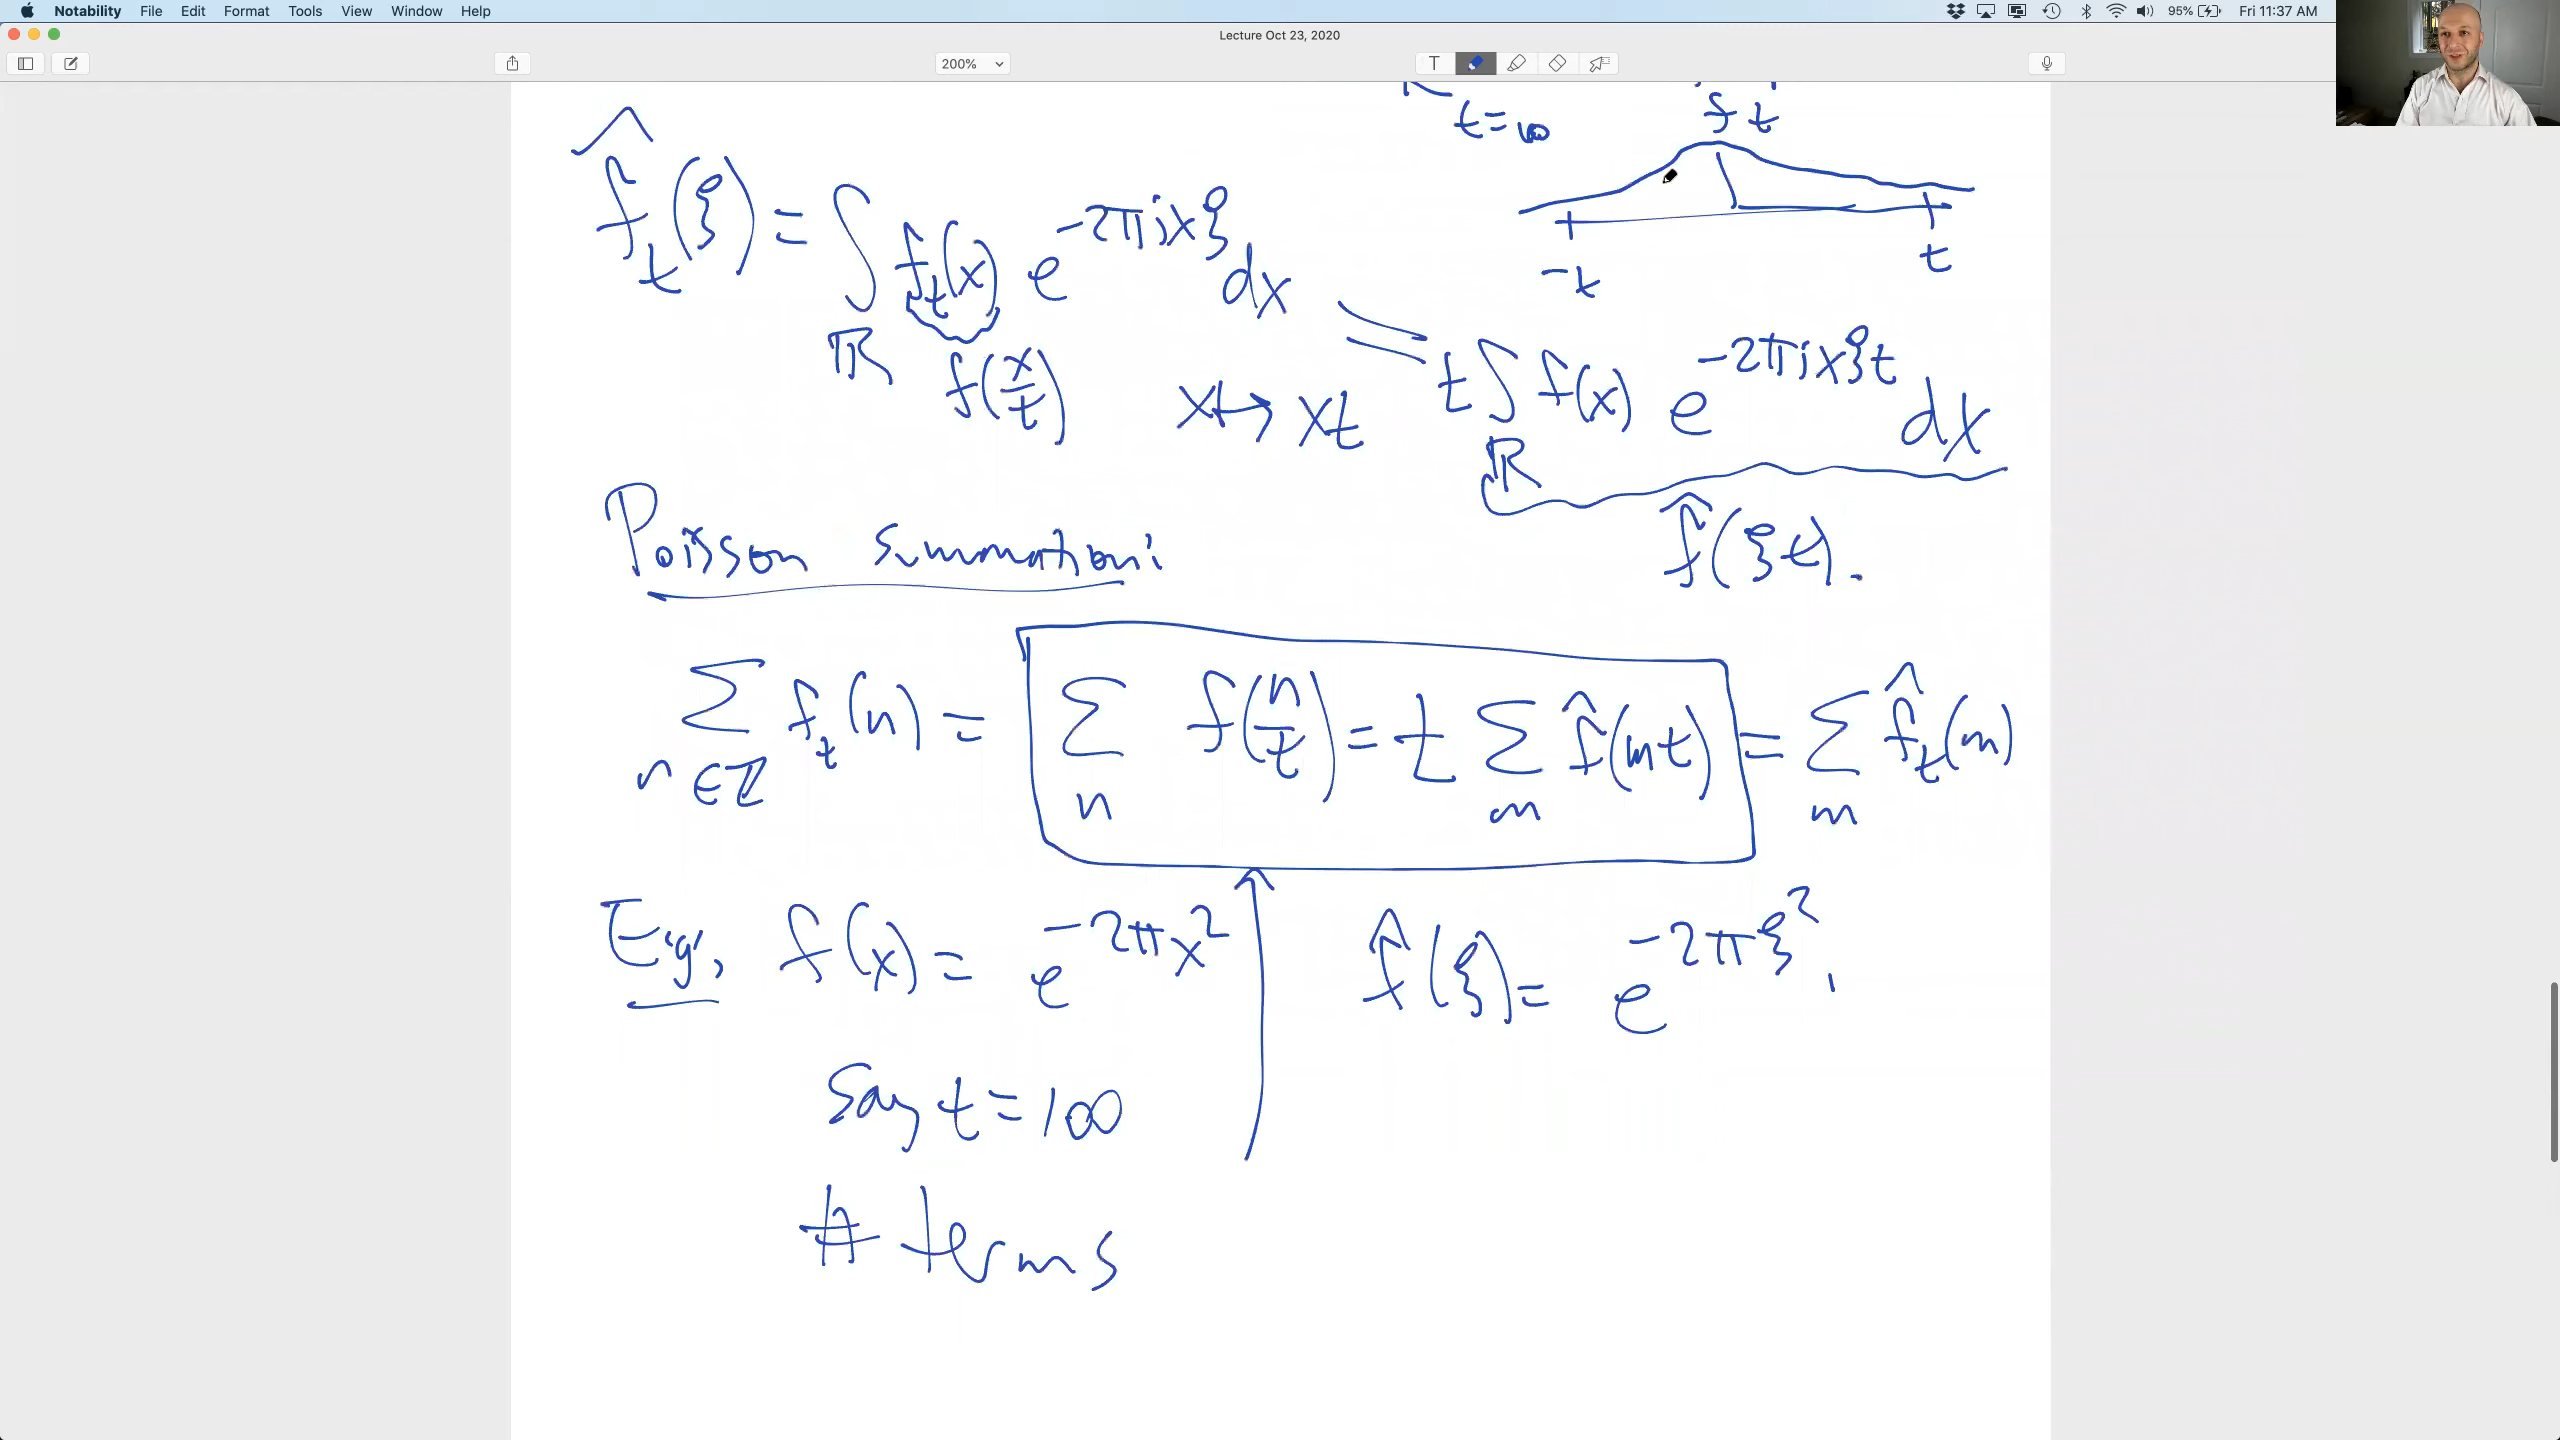 Notability File Edit Format Tools View Window Help 95% Fri 11:37 AM
Lecture Oct 23, 2020
200% T
t=∞ f_t
-t t
f̂_t(ξ) = ∫_ℝ f_t(x) e^{-2πixξ} dx = t ∫_ℝ f(x) e^{-2πixξt} dx
f(x/t) x ↦ xt
f̂(ξt).
Poisson summation:
∑_{n∈ℤ} f_t(n) = ∑_n f(n/t) = t ∑_m f̂(mt) = ∑_m f̂_t(m)
E.g., f(x) = e^{-2πx²} f̂(ξ) = e^{-2πξ²}.
Say t=100
# terms